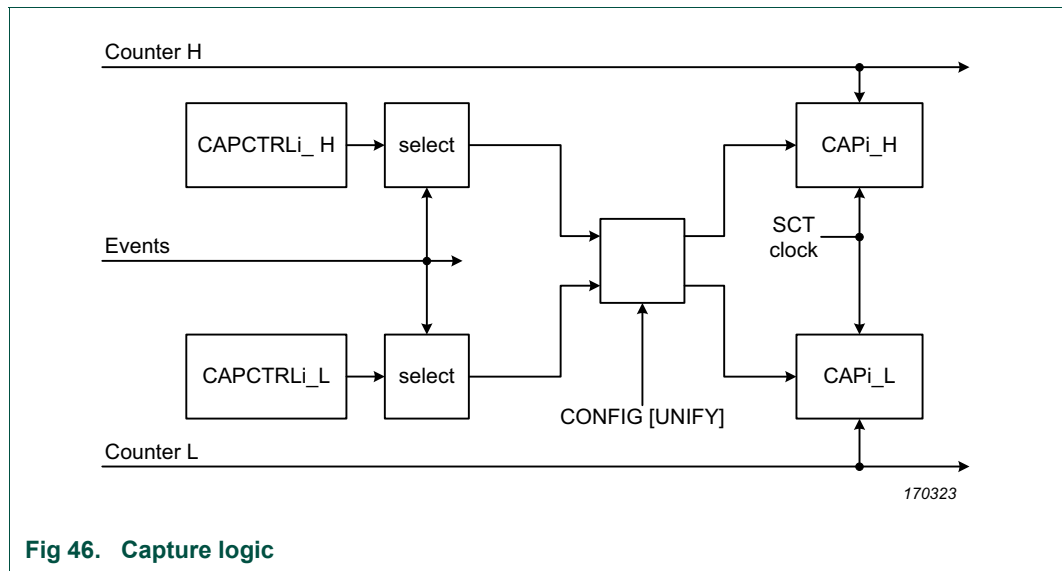 Counter H
CAPCTRLi_ H
select
CAPi_H
SCT
clock
Events
CAPCTRLi_L
select
CAPi_L
CONFIG [UNIFY]
Counter L
170323
Fig 46. Capture logic